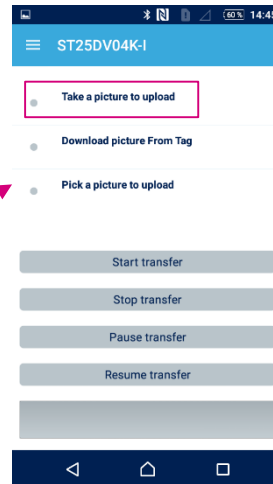 60% 14:45
ST25DV04K-I
Take a picture to upload
Download picture From Tag
Pick a picture to upload
Start transfer
Stop transfer
Pause transfer
Resume transfer